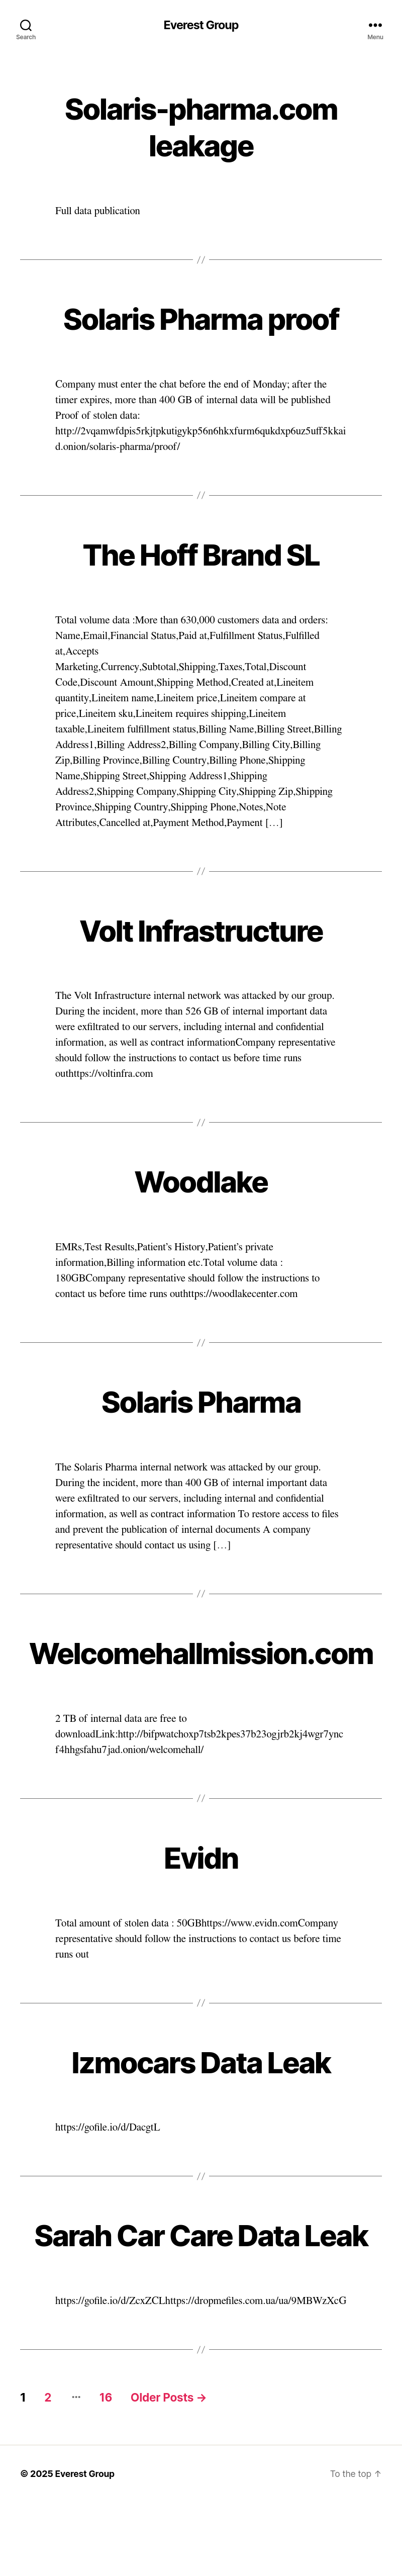 Search
Everest Group
Menu
Solaris-pharma.com
leakage
Full data publication
//
Solaris Pharma proof
Company must enter the chat before the end of Monday; after the
timer expires, more than 400 GB of internal data will be published
Proof of stolen data:
http://2vqamwfdpis5rkjtpkutigykp56n6hkxfurm6qukdxp6uz5uff5kkai
d.onion/solaris-pharma/proof/
//
The Hoff Brand SL
Total volume data :More than 630,000 customers data and orders:
Name,Email,Financial Status,Paid at,Fulfillment Status,Fulfilled
at,Accepts
Marketing,Currency,Subtotal,Shipping,Taxes,Total,Discount
Code,Discount Amount,Shipping Method,Created at,Lineitem
quantity,Lineitem name,Lineitem price,Lineitem compare at
price,Lineitem sku,Lineitem requires shipping,Lineitem
taxable,Lineitem fulfillment status,Billing Name,Billing Street,Billing
Address1,Billing Address2,Billing Company,Billing City,Billing
Zip,Billing Province,Billing Country,Billing Phone,Shipping
Name,Shipping Street,Shipping Address1,Shipping
Address2,Shipping Company,Shipping City,Shipping Zip,Shipping
Province,Shipping Country,Shipping Phone,Notes,Note
Attributes,Cancelled at,Payment Method,Payment […]
//
Volt Infrastructure
The Volt Infrastructure internal network was attacked by our group.
During the incident, more than 526 GB of internal important data
were exfiltrated to our servers, including internal and confidential
information, as well as contract informationCompany representative
should follow the instructions to contact us before time runs
outhttps://voltinfra.com
//
Woodlake
EMRs,Test Results,Patient's History,Patient's private
information,Billing information etc.Total volume data :
180GBCompany representative should follow the instructions to
contact us before time runs outhttps://woodlakecenter.com
//
Solaris Pharma
The Solaris Pharma internal network was attacked by our group.
During the incident, more than 400 GB of internal important data
were exfiltrated to our servers, including internal and confidential
information, as well as contract information To restore access to files
and prevent the publication of internal documents A company
representative should contact us using […]
//
Welcomehallmission.com
2 TB of internal data are free to
downloadLink:http://bifpwatchoxp7tsb2kpes37b23ogjrb2kj4wgr7ync
f4hhgsfahu7jad.onion/welcomehall/
//
Evidn
Total amount of stolen data : 50GBhttps://www.evidn.comCompany
representative should follow the instructions to contact us before time
runs out
//
Izmocars Data Leak
https://gofile.io/d/DacgtL
//
Sarah Car Care Data Leak
https://gofile.io/d/ZcxZCLhttps://dropmefiles.com.ua/ua/9MBWzXcG
//
1 2 … 16 Older Posts →
© 2025 Everest Group
To the top ↑